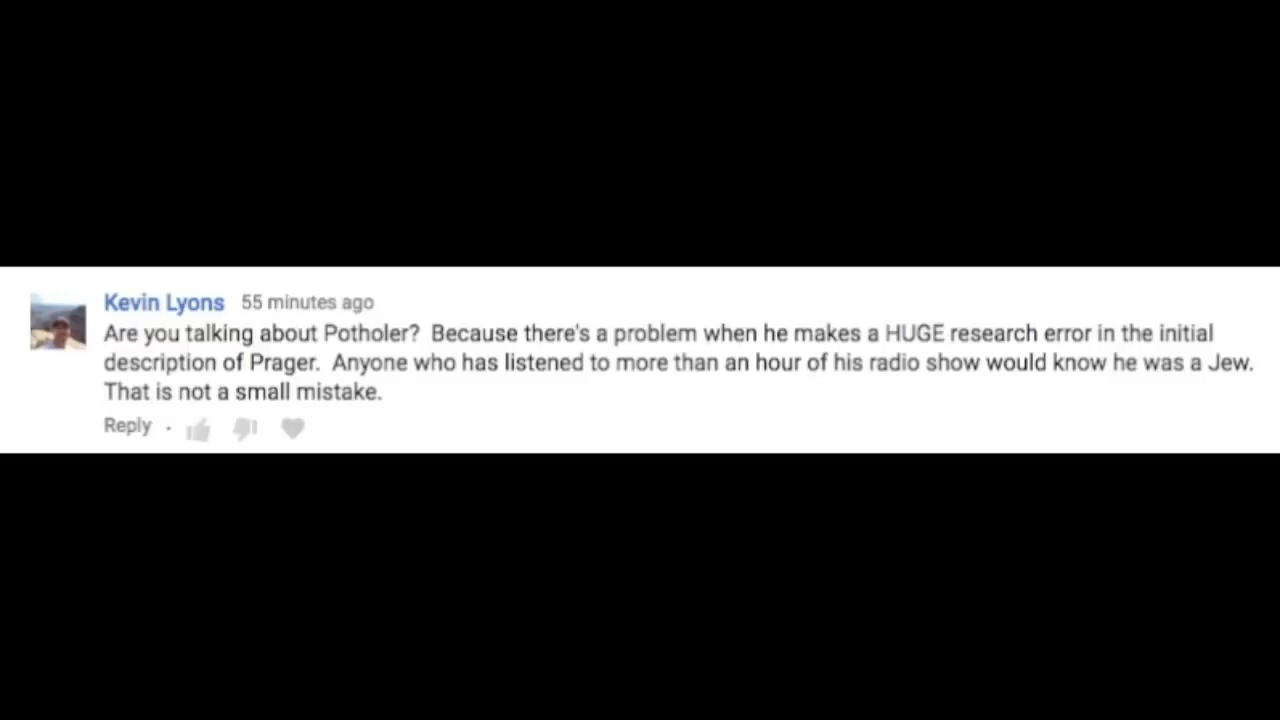 Kevin Lyons 55 minutes ago
Are you talking about Potholer? Because there's a problem when he makes a HUGE research error in the initial
description of Prager. Anyone who has listened to more than an hour of his radio show would know he was a Jew.
That is not a small mistake.
Reply ·